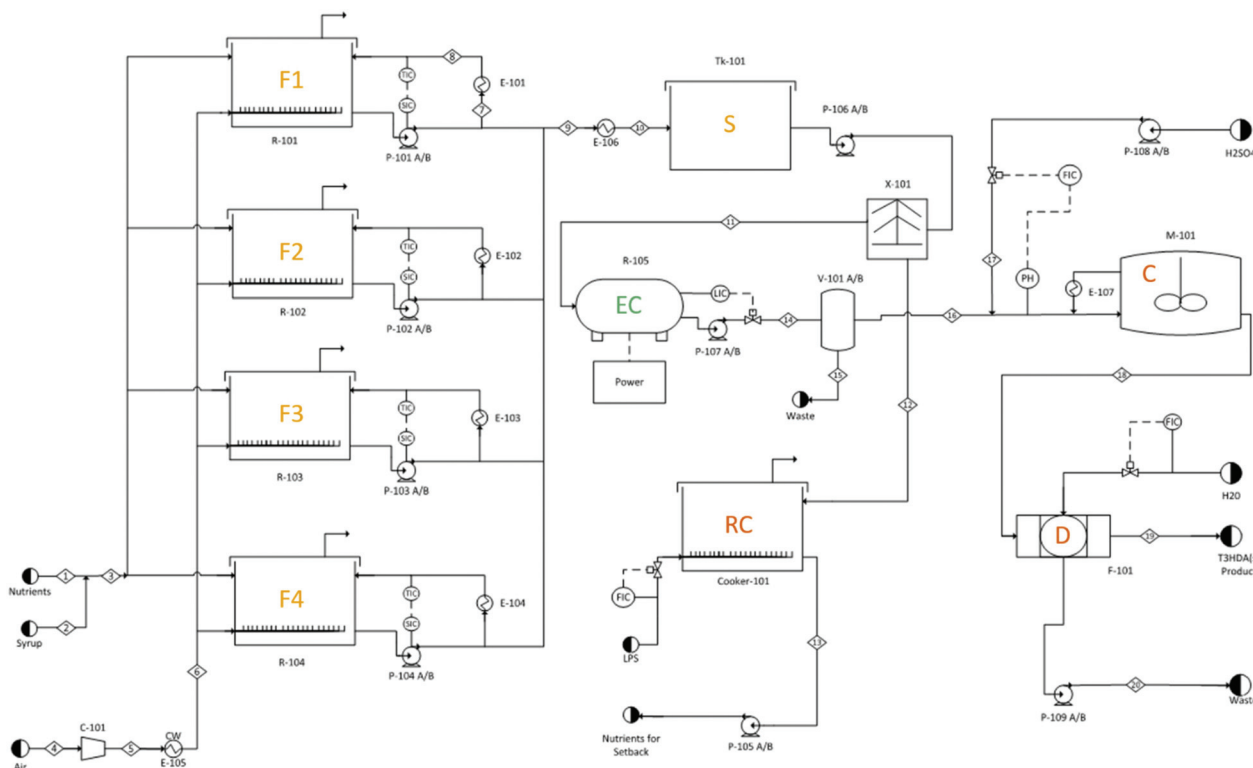 8
F1
TIC
E-101
Tk-101
SIC
7
P-106 A/B
9
10
S
P-108 A/B
H2SO4
R-101
P-101 A/B
E-106
FIC
X-101
F2
TIC
11
M-101
E-102
R-105
17
C
SIC
PH
V-101 A/B
E-107
LIC
R-102
P-102 A/B
EC
14
16
P-107 A/B
F3
TIC
Power
15
18
12
E-103
Waste
SIC
FIC
R-103
P-103 A/B
H2O
RC
D
19
F4
TIC
Cooker-101
F-101
T3HDA(
Produc
1
3
Nutrients
E-104
FIC
2
SIC
Syrup
13
R-104
P-104 A/B
LPS
6
20
C-101
P-109 A/B
Waste
CW
Nutrients for
Setback
P-105 A/B
4
5
E-105
Air